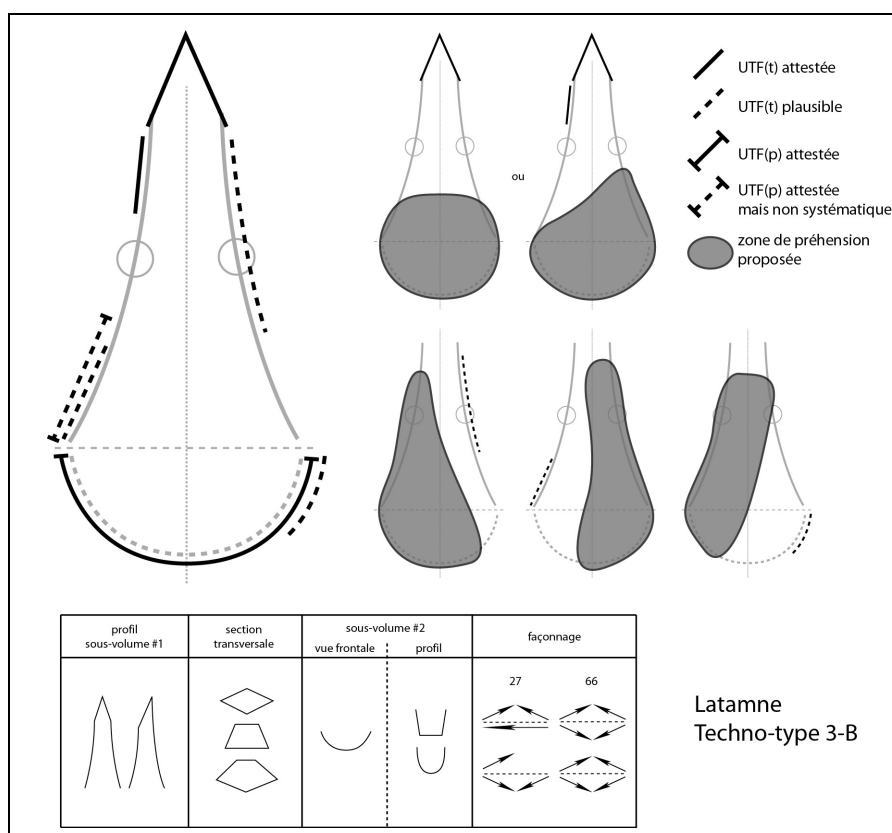 UTF(t) attestée
UTF(t) plausible
UTF(p) attestée
UTF(p) attestée
mais non systématique
zone de préhension
proposée
ou
profil
sous-volume #1
section
transversale
sous-volume #2
vue frontale
profil
façonnage
27
66
Latamne
Techno-type 3-B